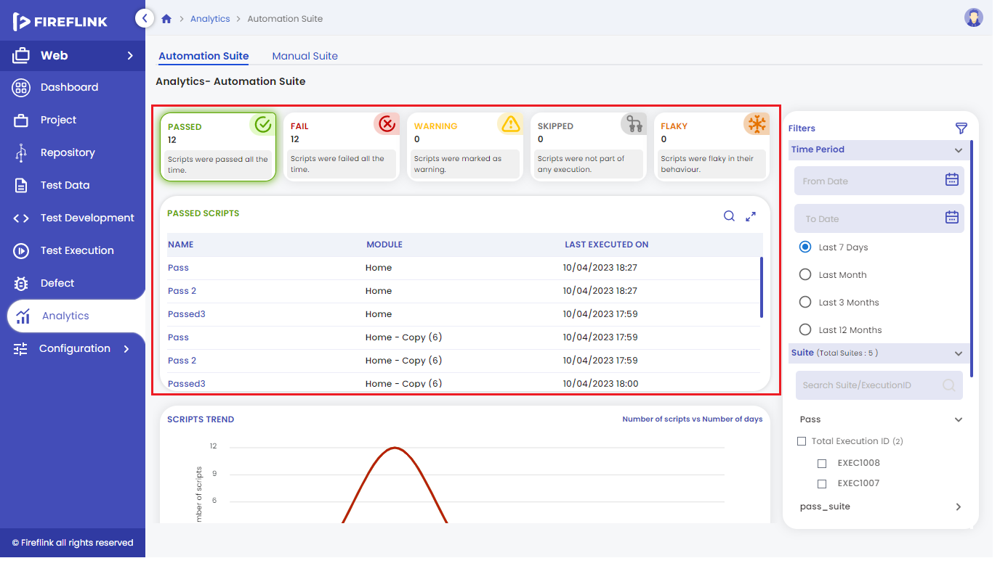 FIREFLINK
Analytics
Automation Suite
Web
Dashboard
Project
Repository
Test Data
Test Development
Test Execution
Defect
Analytics
Configuration
© Fireflink all rights reserved
Automation Suite
Manual Suite
Analytics- Automation Suite
PASSED
12
Scripts were passed all the
time.
FAIL
12
Scripts were failed all the
time.
WARNING
0
Scripts were marked as
warning.
SKIPPED
0
Scripts were not part of
any execution.
FLAKY
0
Scripts were flaky in their
behaviour.
PASSED SCRIPTS
NAME MODULE LAST EXECUTED ON
Pass Home 10/04/2023 18:27
Pass 2 Home 10/04/2023 18:27
Passed3 Home 10/04/2023 17:59
Pass Home - Copy (6) 10/04/2023 17:59
Pass 2 Home - Copy (6) 10/04/2023 17:59
Passed3 Home - Copy (6) 10/04/2023 18:00
SCRIPTS TREND
Number of scripts vs Number of days
12
9
6
mber of scripts
Filters
Time Period
From Date
To Date
Last 7 Days
Last Month
Last 3 Months
Last 12 Months
Suite (Total Suites : 5 )
Search Suite/ExecutionID
Pass
Total Execution ID (2)
EXEC1008
EXEC1007
pass_suite